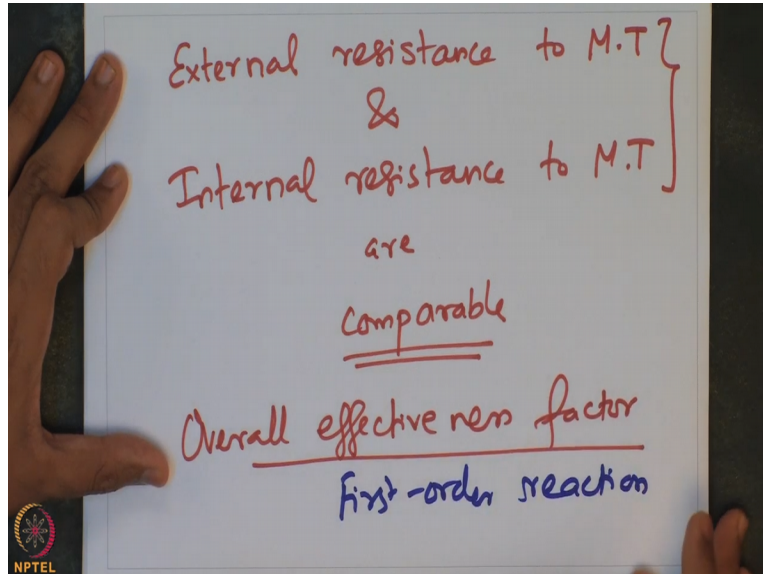 External resistance to M.T
&
Internal resistance to M.T
are
comparable
Overall effectiveness factor
First-order reaction
NPTEL